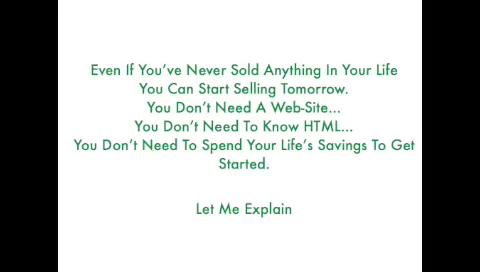 Even If You’ve Never Sold Anything In Your Life
You Can Start Selling Tomorrow.
You Don’t Need A Web-Site...
You Don’t Need To Know HTML...
You Don’t Need To Spend Your Life’s Savings To Get
Started.
Let Me Explain